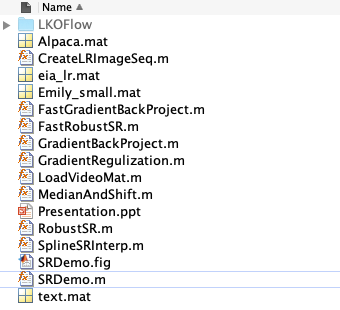 Name
LKOFlow
Alpaca.mat
CreateLRImageSeq.m
eia_lr.mat
Emily_small.mat
FastGradientBackProject.m
FastRobustSR.m
GradientBackProject.m
GradientRegulization.m
LoadVideoMat.m
MedianAndShift.m
Presentation.ppt
RobustSR.m
SplineSRInterp.m
SRDemo.fig
SRDemo.m
text.mat